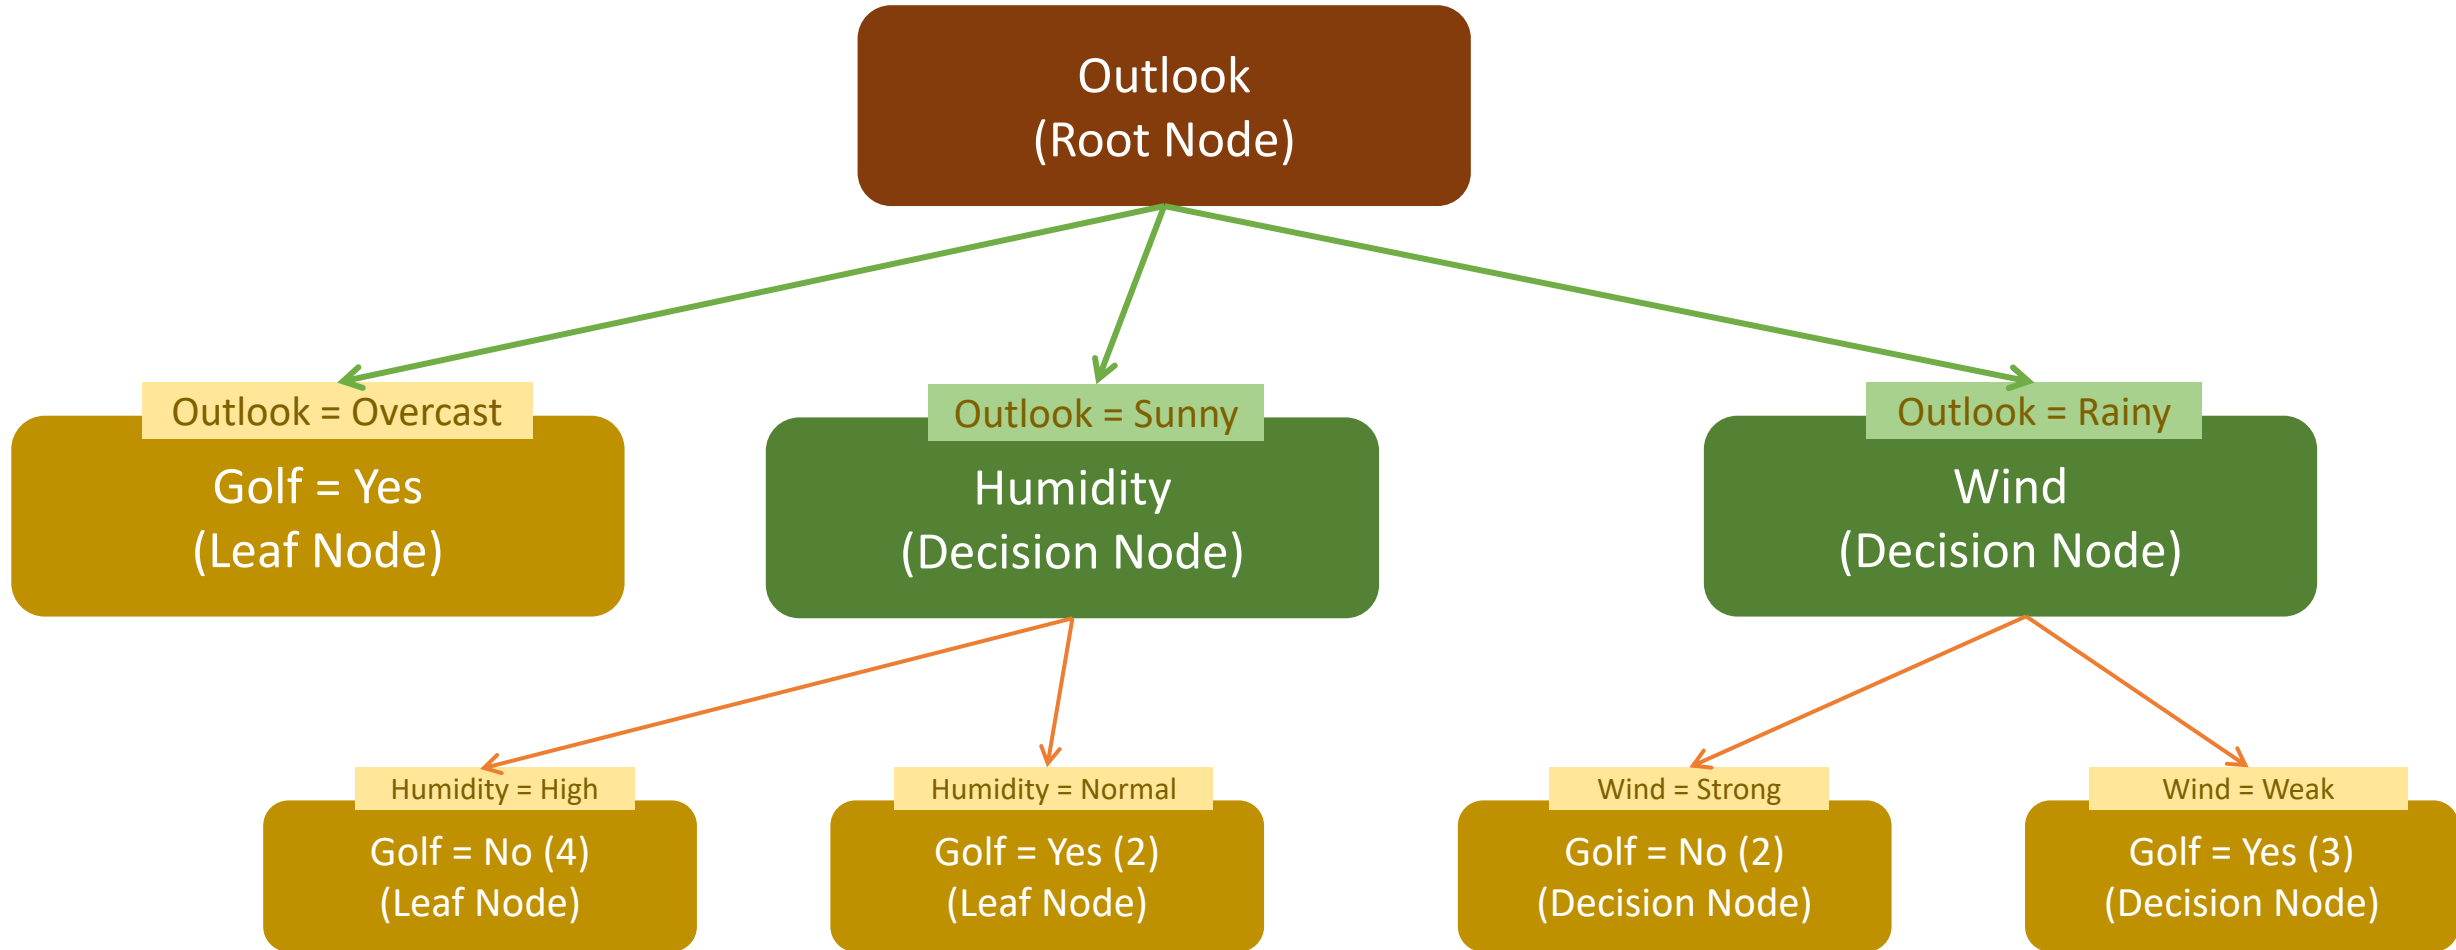 Outlook
(Root Node)
Outlook = Overcast
Golf = Yes
(Leaf Node)
Outlook = Sunny
Humidity
(Decision Node)
Outlook = Rainy
Wind
(Decision Node)
Humidity = High
Golf = No (4)
(Leaf Node)
Humidity = Normal
Golf = Yes (2)
(Leaf Node)
Wind = Strong
Golf = No (2)
(Decision Node)
Wind = Weak
Golf = Yes (3)
(Decision Node)